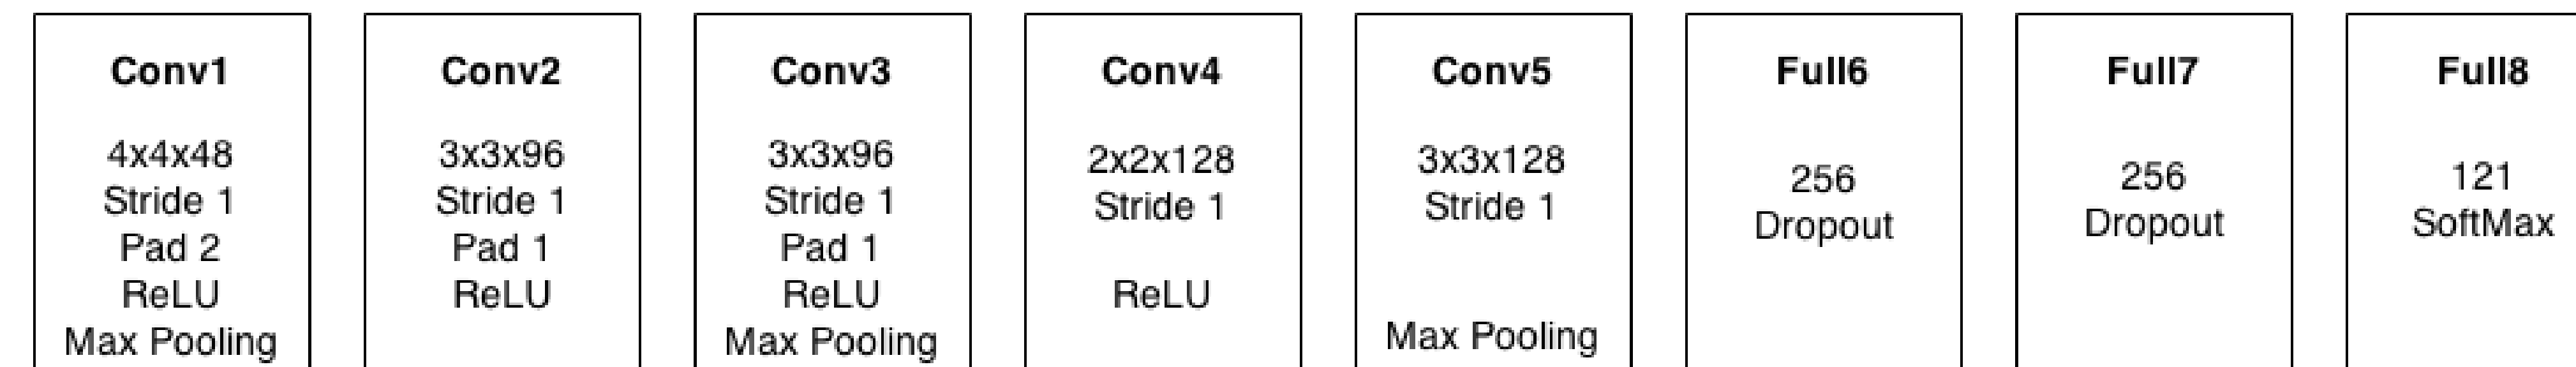 Conv1
4x4x48
Stride 1
Pad 2
ReLU
Max Pooling
Conv2
3x3x96
Stride 1
Pad 1
ReLU
Conv3
3x3x96
Stride 1
Pad 1
ReLU
Max Pooling
Conv4
2x2x128
Stride 1
ReLU
Conv5
3x3x128
Stride 1
Max Pooling
Full6
256
Dropout
Full7
256
Dropout
Full8
121
SoftMax